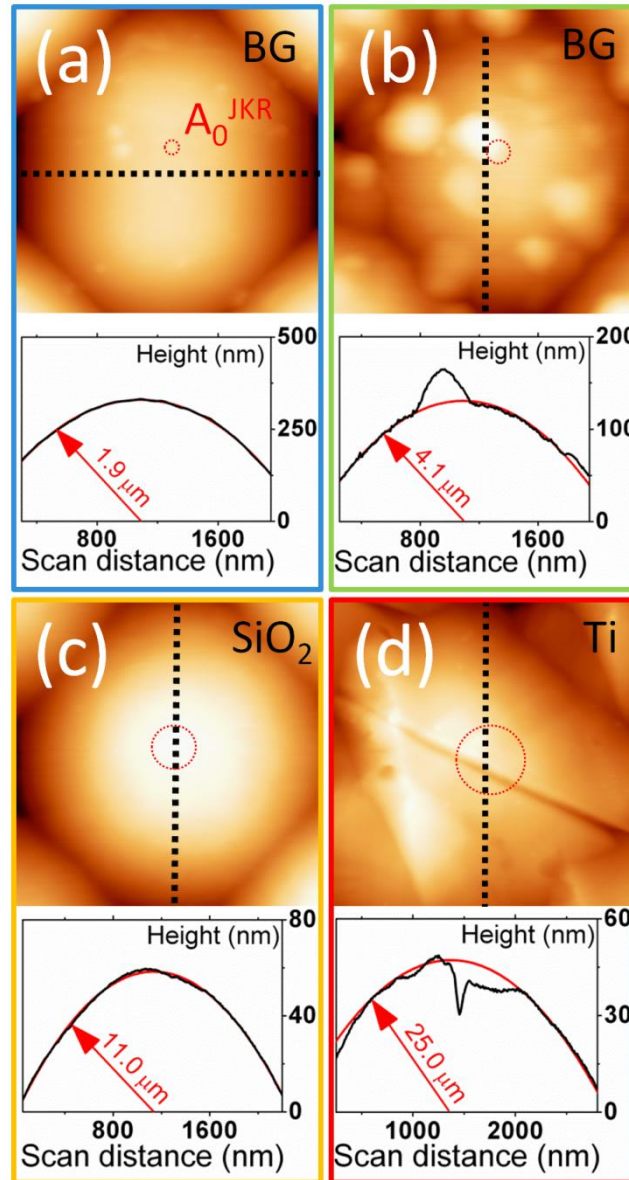 (a) BG
A₀ᴶᴷᴿ
500
Height (nm)
250
1.9 μm
0
800 1600
Scan distance (nm)
(b) BG
200
Height (nm)
100
4.1 μm
0
800 1600
Scan distance (nm)
(c) SiO₂
80
Height (nm)
40
11.0 μm
0
800 1600
Scan distance (nm)
(d) Ti
60
Height (nm)
30
25.0 μm
0
1000 2000
Scan distance (nm)